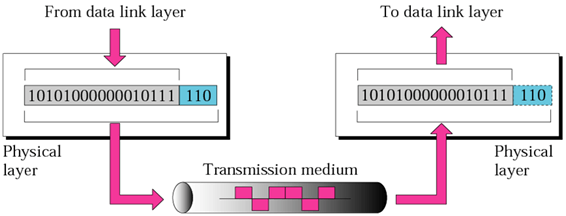 From data link layer
To data link layer
10101000000010111 110
10101000000010111 110
Physical
layer
Transmission medium
Physical
layer